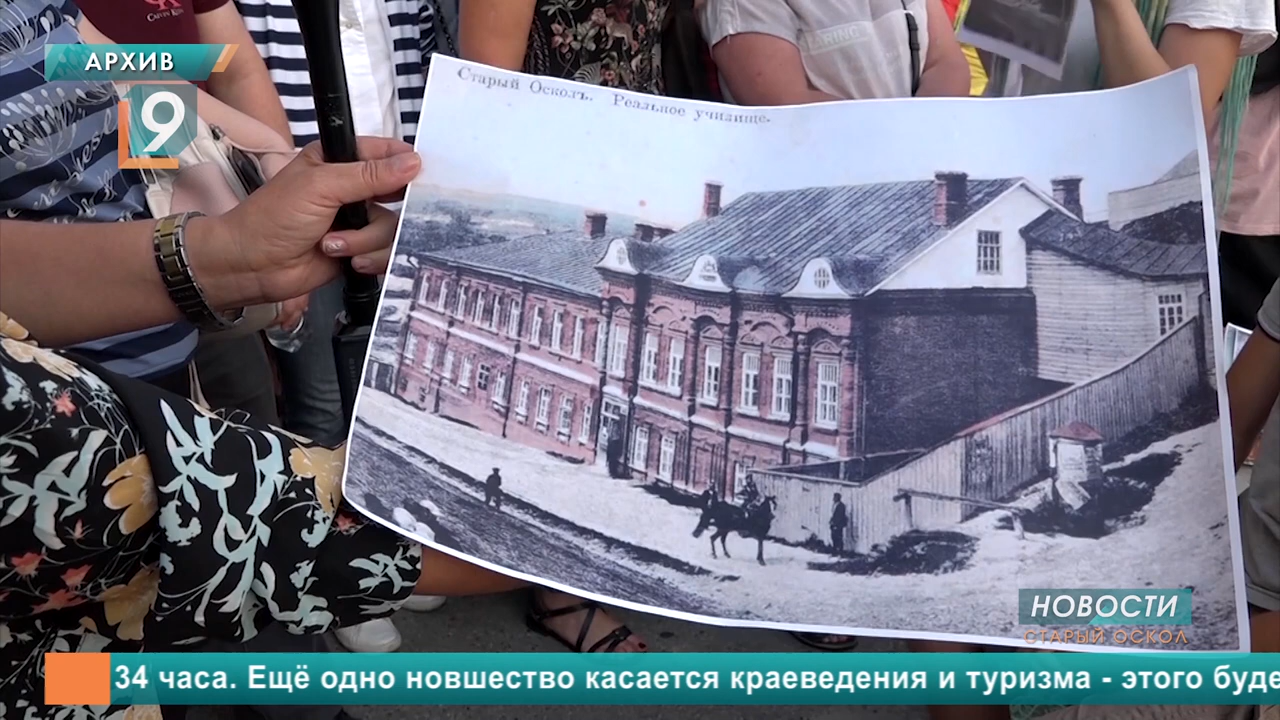 АРХИВ
9
Старый Осколъ. Реальное училище.
LARING
НОВОСТИ
СТАРЫЙ ОСКОЛ
34 часа. Ещё одно новшество касается краеведения и туризма - этого буде